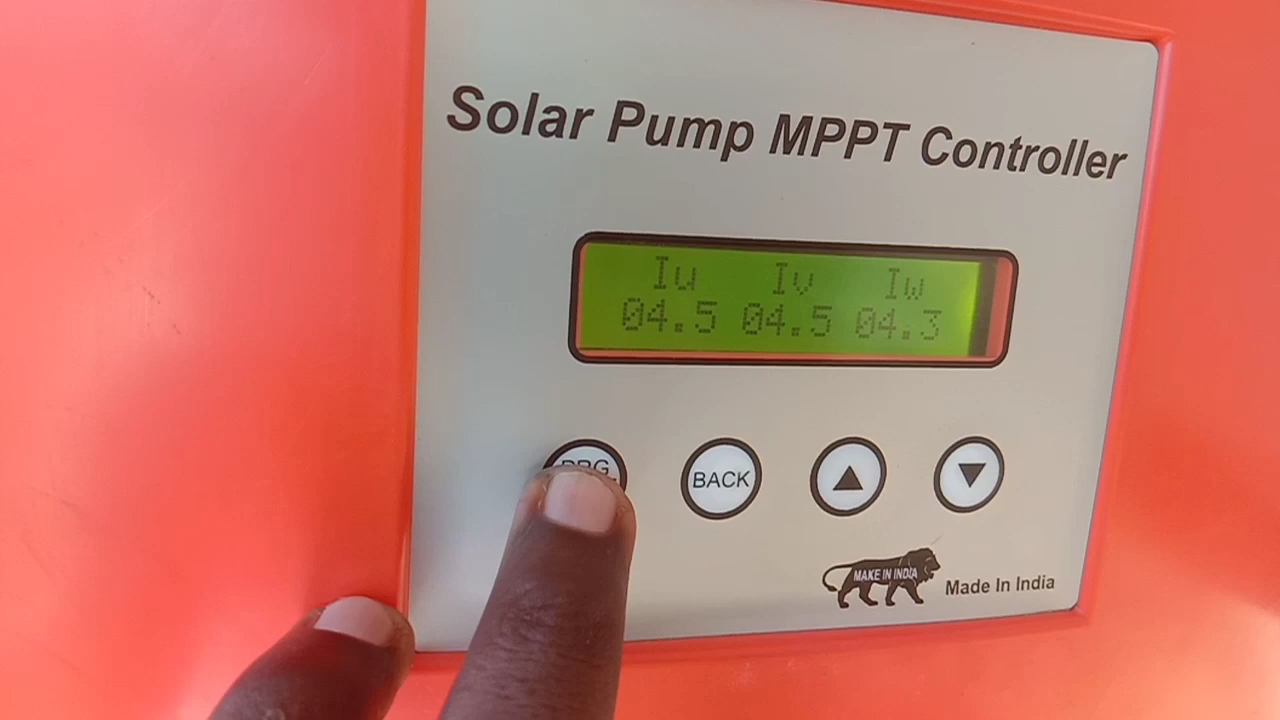 Solar Pump MPPT Controller
Iu Iv Iw
04.5 04.5 04.3
PRG
BACK
MAKE IN INDIA
Made In India